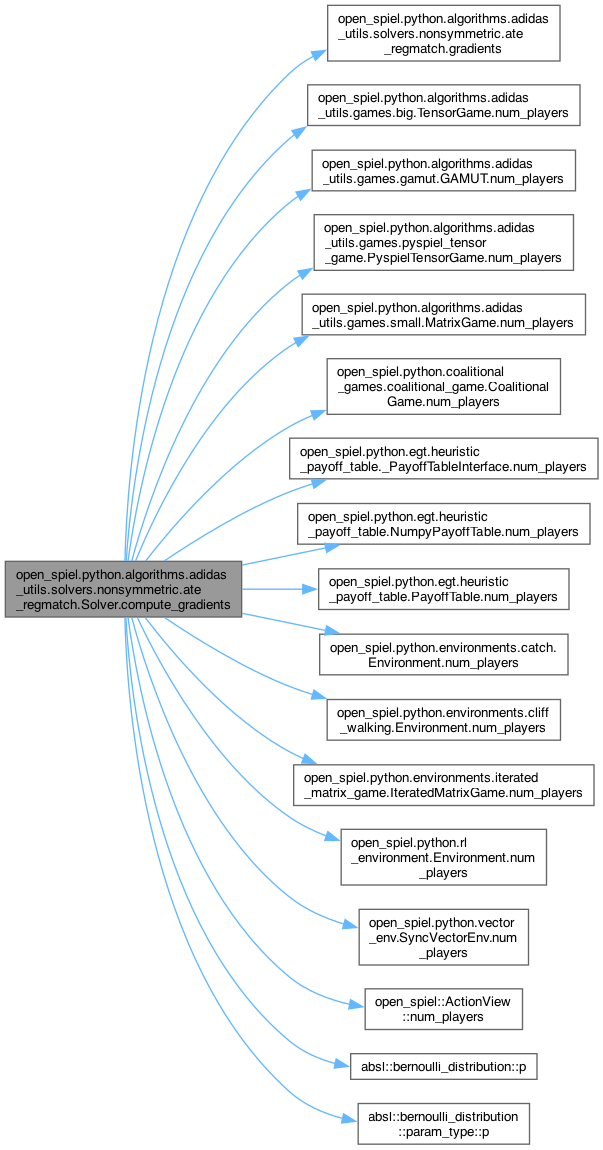 open_spiel.python.algorithms.adidas
_utils.solvers.nonsymmetric.ate
_regmatch.Solver.compute_gradients
open_spiel.python.algorithms.adidas
_utils.solvers.nonsymmetric.ate
_regmatch.gradients
open_spiel.python.algorithms.adidas
_utils.games.big.TensorGame.num_players
open_spiel.python.algorithms.adidas
_utils.games.gamut.GAMUT.num_players
open_spiel.python.algorithms.adidas
_utils.games.pyspiel_tensor
_game.PyspielTensorGame.num_players
open_spiel.python.algorithms.adidas
_utils.games.small.MatrixGame.num_players
open_spiel.python.coalitional
_games.coalitional_game.Coalitional
Game.num_players
open_spiel.python.egt.heuristic
_payoff_table._PayoffTableInterface.num_players
open_spiel.python.egt.heuristic
_payoff_table.NumpyPayoffTable.num_players
open_spiel.python.egt.heuristic
_payoff_table.PayoffTable.num_players
open_spiel.python.environments.catch.
Environment.num_players
open_spiel.python.environments.cliff
_walking.Environment.num_players
open_spiel.python.environments.iterated
_matrix_game.IteratedMatrixGame.num_players
open_spiel.python.rl
_environment.Environment.num
_players
open_spiel.python.vector
_env.SyncVectorEnv.num
_players
open_spiel::ActionView
::num_players
absl::bernoulli_distribution::p
absl::bernoulli_distribution
::param_type::p